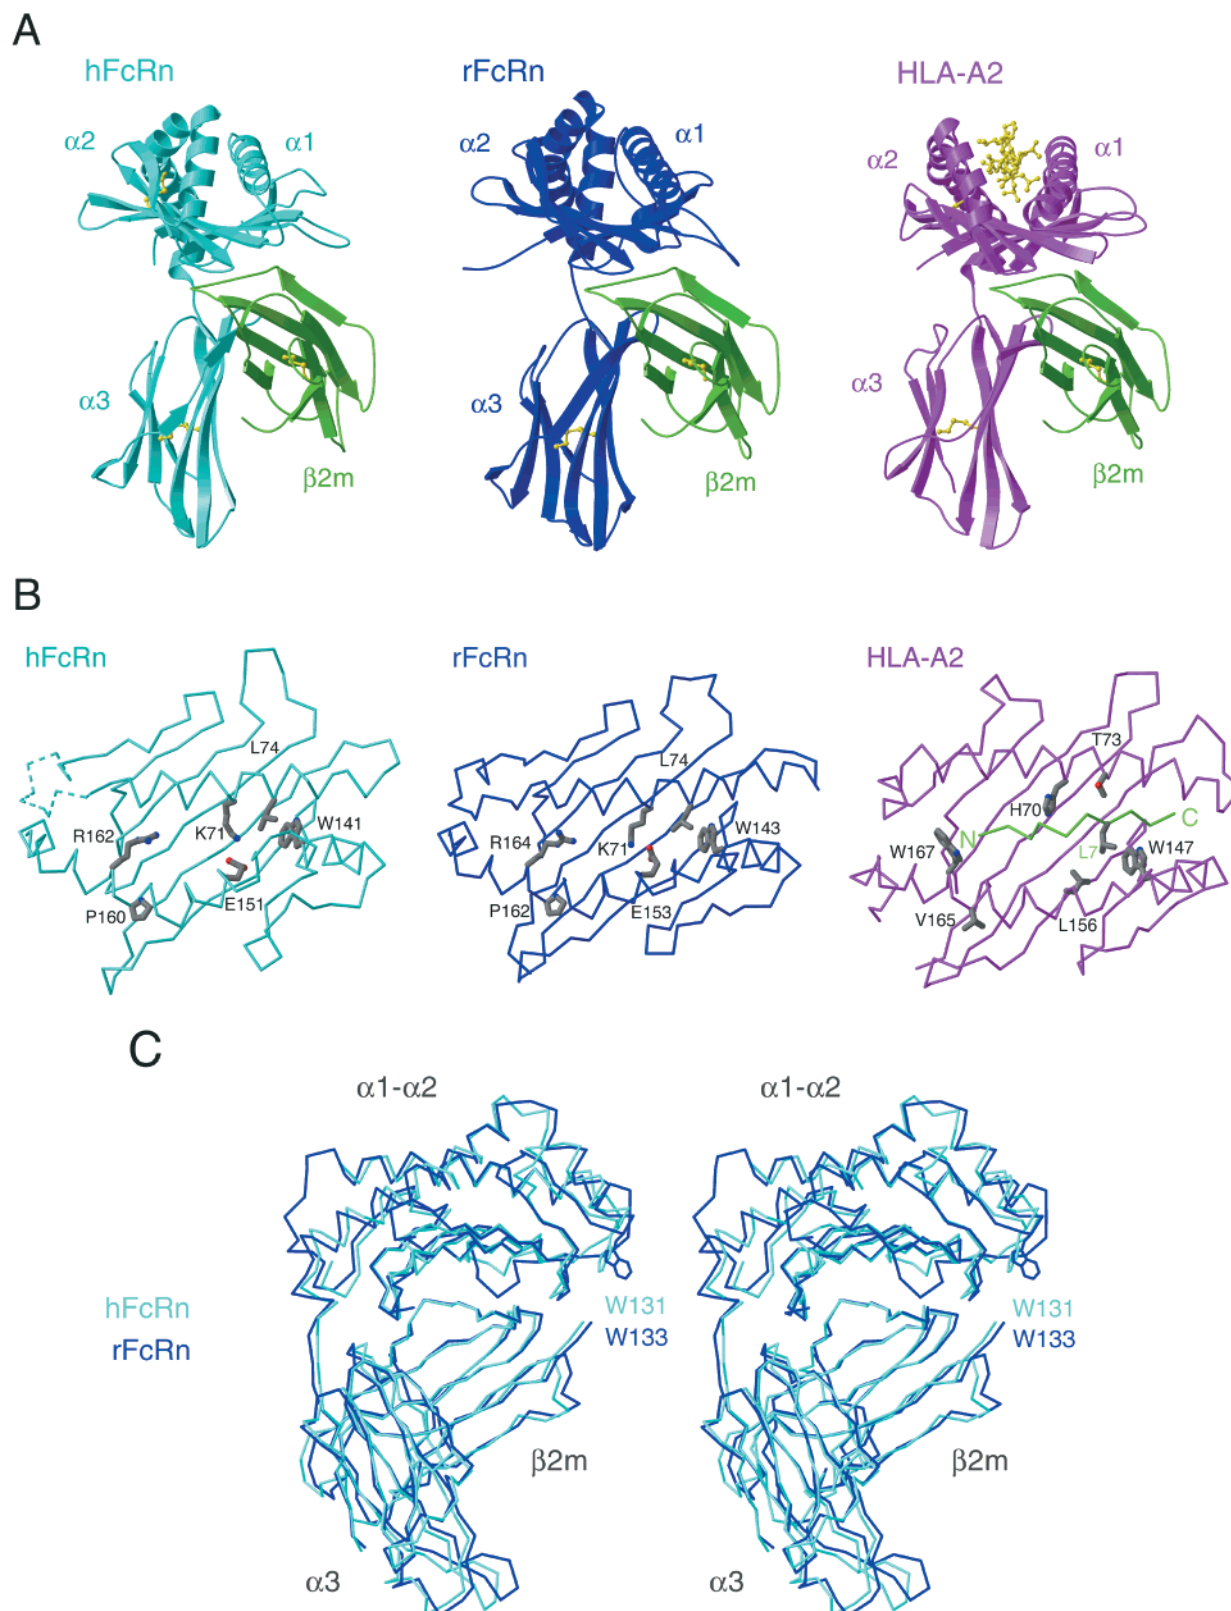 A
hFcRn
rFcRn
HLA-A2
α2
α1
α2
α1
α2
α1
α3
α3
α3
β2m
β2m
β2m
B
hFcRn
rFcRn
HLA-A2
L74
R162
K71
W141
P160
E151
L74
R164
K71
W143
P162
E153
T73
H70
N
C
W167
L7
W147
V165
L156
C
α1-α2
α1-α2
hFcRn
rFcRn
W131
W133
W131
W133
β2m
β2m
α3
α3